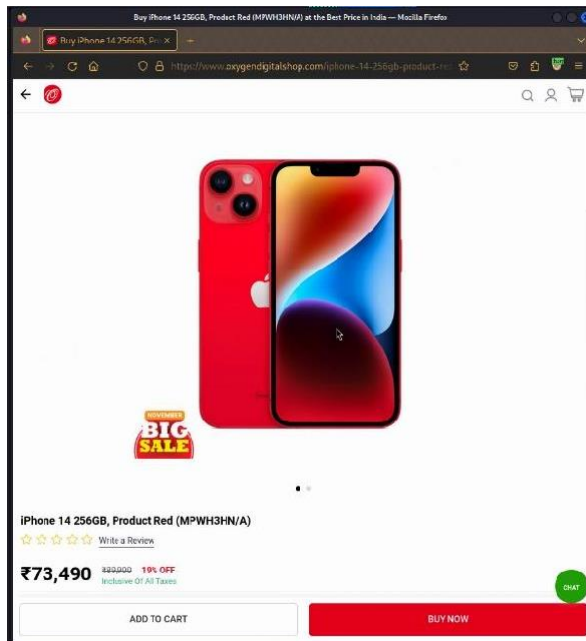 Buy iPhone 14 256GB, Product Red (MPWH3HN/A) at the Best Price in India — Mozilla Firefox
Buy iPhone 14 256GB, Pro
https://www.oxygendigitalshop.com/iphone-14-256gb-product-re
NOVEMBER
BIG
SALE
iPhone 14 256GB, Product Red (MPWH3HN/A)
Write a Review
₹73,490 19% OFF
Inclusive Of All Taxes
CHAT
ADD TO CART
BUY NOW